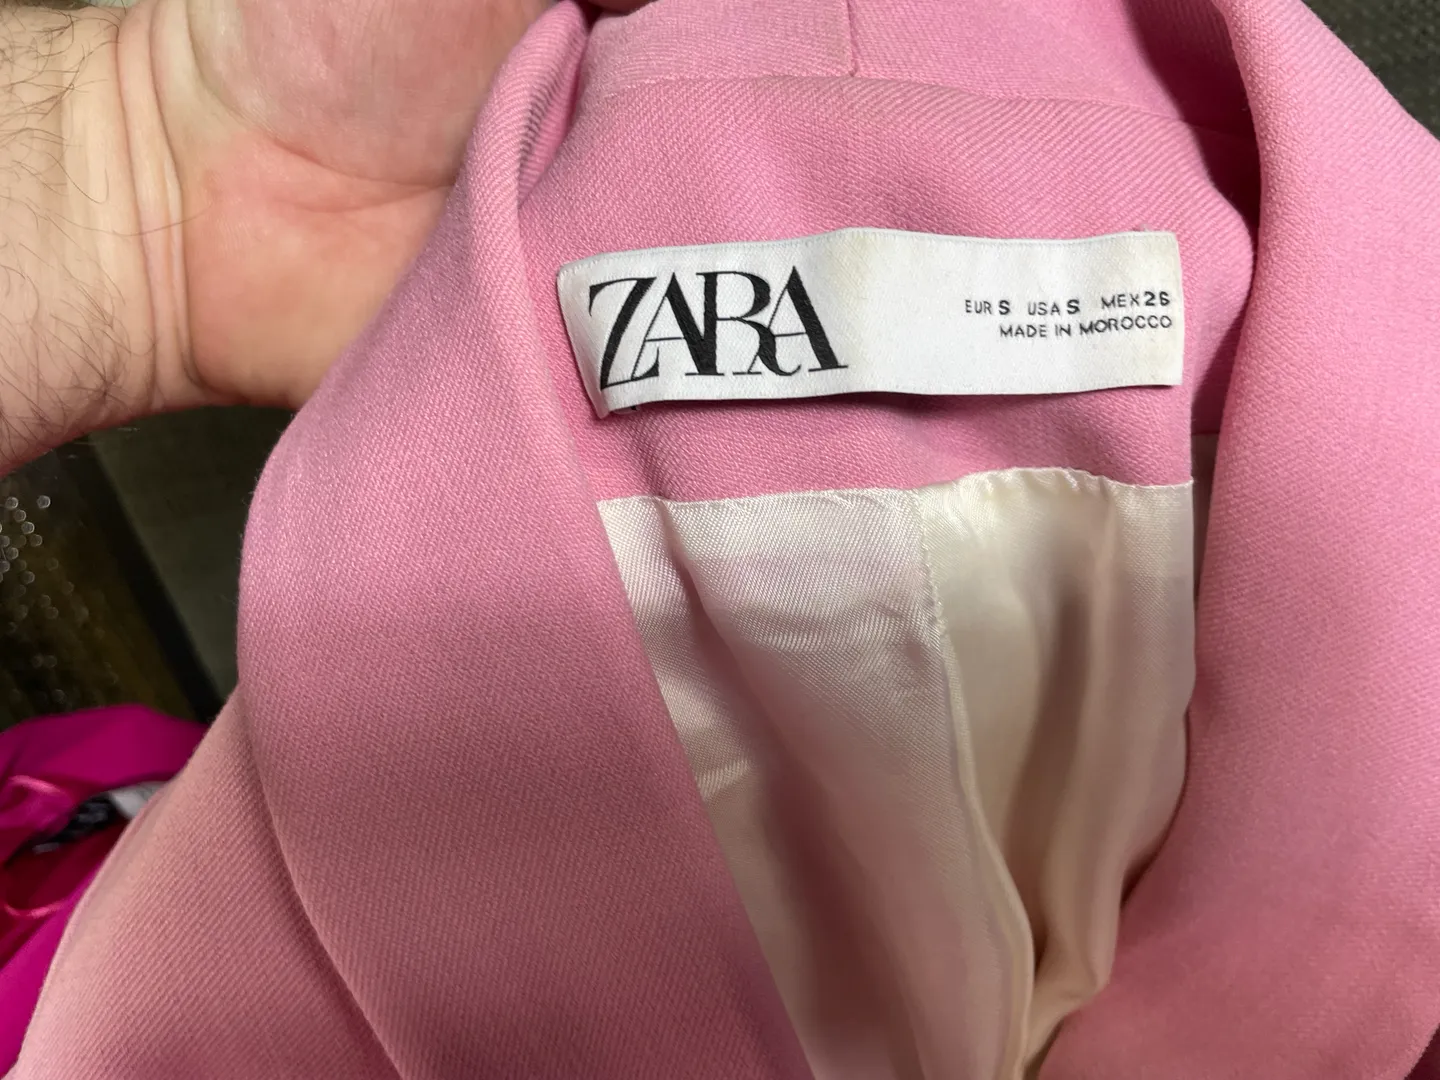 ZARA
EUR S USA S MEX 26
MADE IN MOROCCO